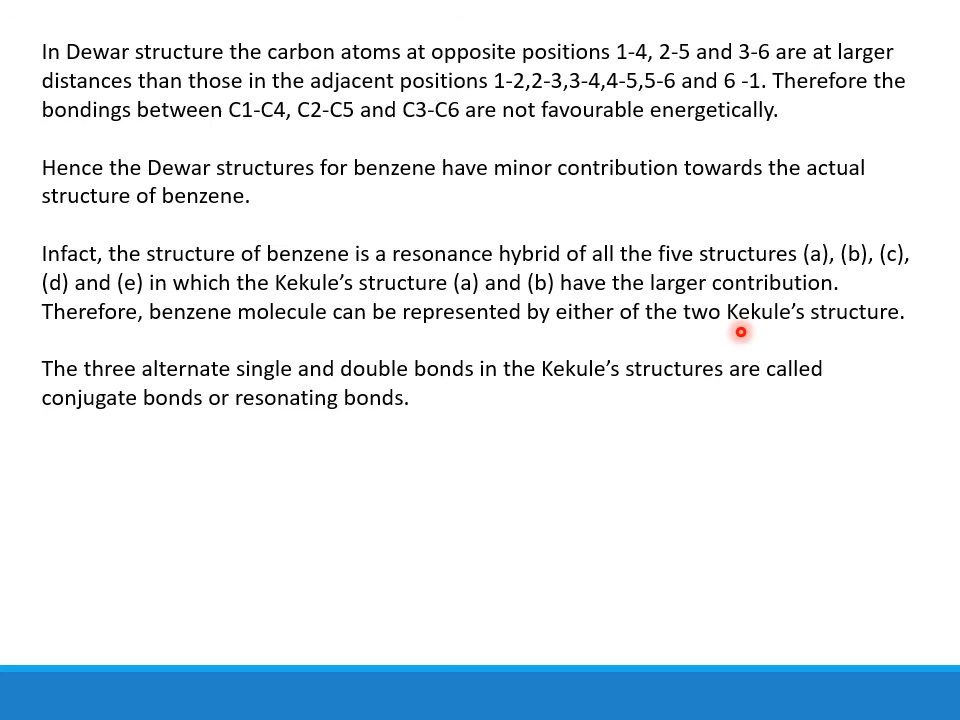 In Dewar structure the carbon atoms at opposite positions 1-4, 2-5 and 3-6 are at larger
distances than those in the adjacent positions 1-2,2-3,3-4,4-5,5-6 and 6 -1. Therefore the
bondings between C1-C4, C2-C5 and C3-C6 are not favourable energetically.
Hence the Dewar structures for benzene have minor contribution towards the actual
structure of benzene.
Infact, the structure of benzene is a resonance hybrid of all the five structures (a), (b), (c),
(d) and (e) in which the Kekule’s structure (a) and (b) have the larger contribution.
Therefore, benzene molecule can be represented by either of the two Kekule’s structure.
The three alternate single and double bonds in the Kekule’s structures are called
conjugate bonds or resonating bonds.